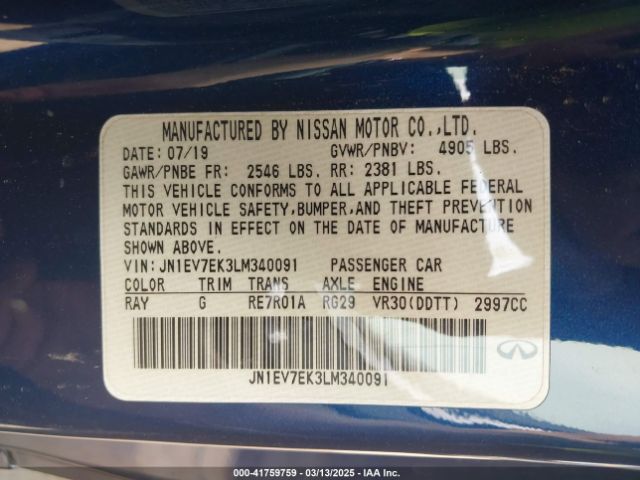 MANUFACTURED BY NISSAN MOTOR CO.,LTD.
DATE: 07/19 GVWR/PNBV: 4905 LBS.
GAWR/PNBE FR: 2546 LBS. RR: 2381 LBS.
THIS VEHICLE CONFORMS TO ALL APPLICABLE FEDERAL
MOTOR VEHICLE SAFETY,BUMPER,AND THEFT PREVENTION
STANDARDS IN EFFECT ON THE DATE OF MANUFACTURE
SHOWN ABOVE.
VIN:JN1EV7EK3LM340091 PASSENGER CAR
COLOR TRIM TRANS AXLE ENGINE
RAY G RE7R01A RG29 VR30(DDTT) 2997CC
JN1EV7EK3LM340091
000-41759759 | 03/13/2025 - IAA Inc.